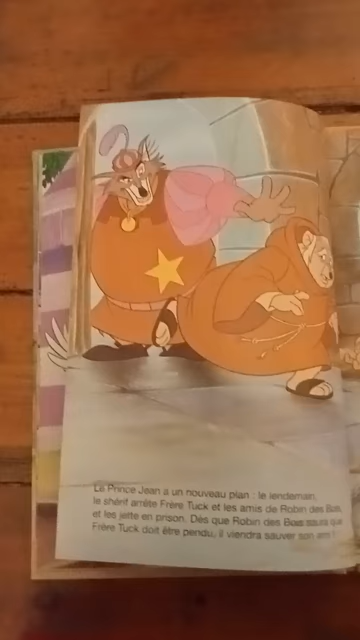 Le Prince Jean a un nouveau plan : le lendemain,
le shérif arrête Frère Tuck et les amis de Robin des Bois,
et les jette en prison. Dès que Robin des Bois saura que
Frère Tuck doit être pendu, il viendra sauver son ami !